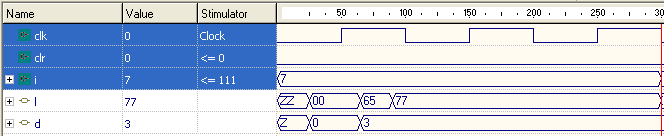 Name Value Stimulator 50 100 150 200 250 300
clk 0 Clock
clr 0 <= 0
i 7 <= 111 7
l 77 ZZ 00 65 77
d 3 Z 0 3